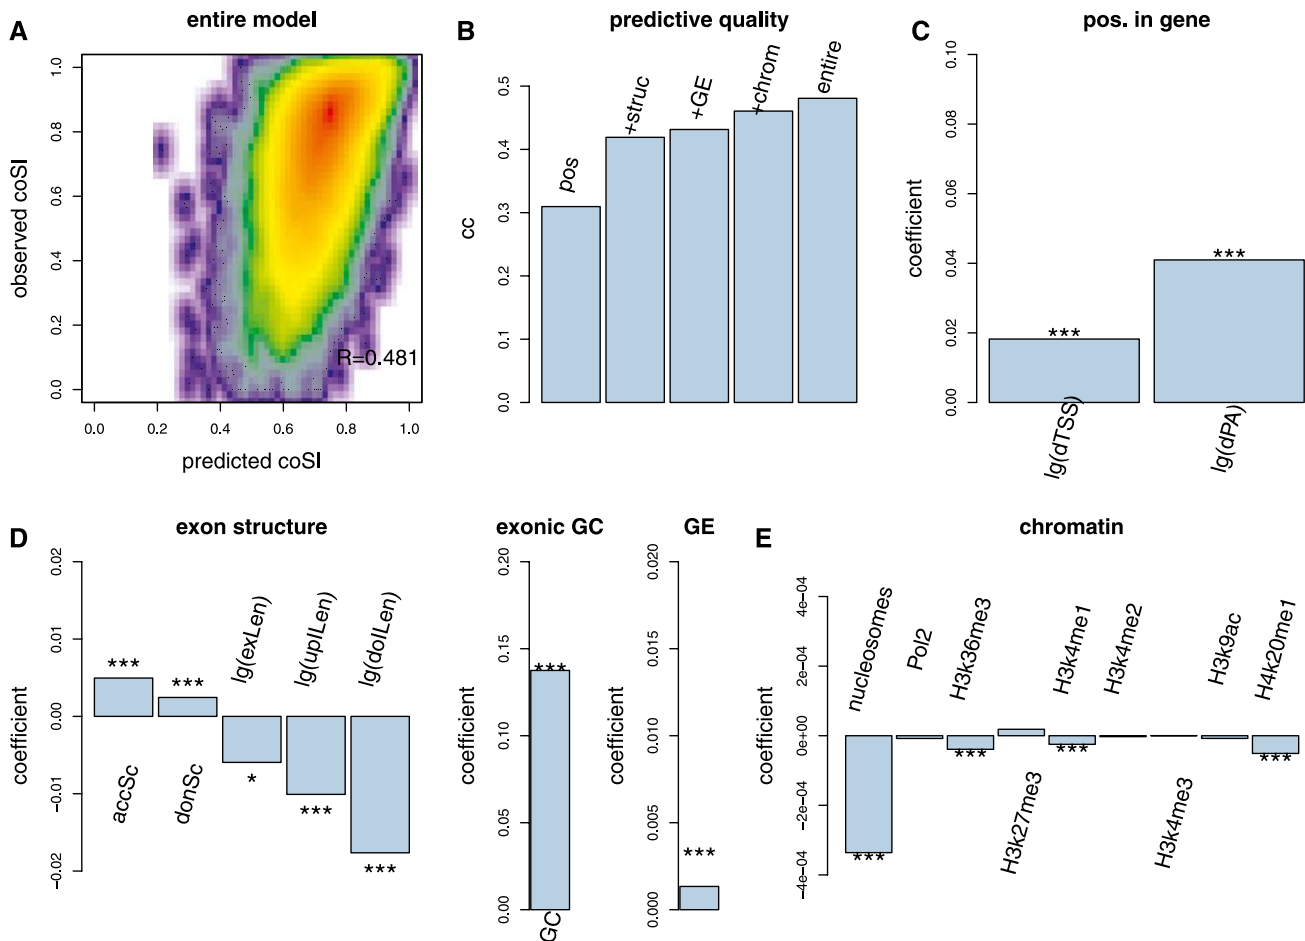 A
entire model
observed coSI
1.0
0.8
0.6
0.4
0.2
0.0
R=0.481
0.0
0.2
0.4
0.6
0.8
1.0
predicted coSI
B
predictive quality
cc
0.5
0.4
0.3
0.2
0.1
0.0
pos
+struc
+GE
+chrom
entire
C
pos. in gene
coefficient
0.10
0.08
0.06
0.04
0.02
0.00
***
***
lg(dTSS)
lg(dPA)
D
exon structure
coefficient
0.02
0.01
0.00
−0.01
−0.02
***
***
*
***
***
accSc
donSc
lg(exLen)
lg(upILen)
lg(doILen)
exonic GC
coefficient
0.20
0.15
0.10
0.05
0.00
***
GC
GE
coefficient
0.020
0.015
0.010
0.005
0.000
***
E
chromatin
coefficient
4e−04
2e−04
0e+00
−2e−04
−4e−04
nucleosomes
Pol2
H3k36me3
H3k27me3
H3k4me1
H3k4me2
H3k4me3
H3k9ac
H4k20me1
***
***
***
***